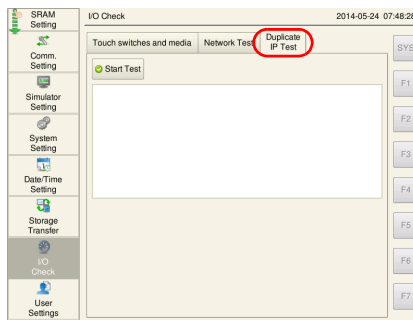 SRAM
Setting
Comm.
Setting
Simulator
Setting
System
Setting
Date/Time
Setting
Storage
Transfer
I/O
Check
User
Settings
I/O Check
2014-05-24 07:48:28
Touch switches and media
Network Test
Duplicate
IP Test
Start Test
SYS
F1
F2
F3
F4
F5
F6
F7